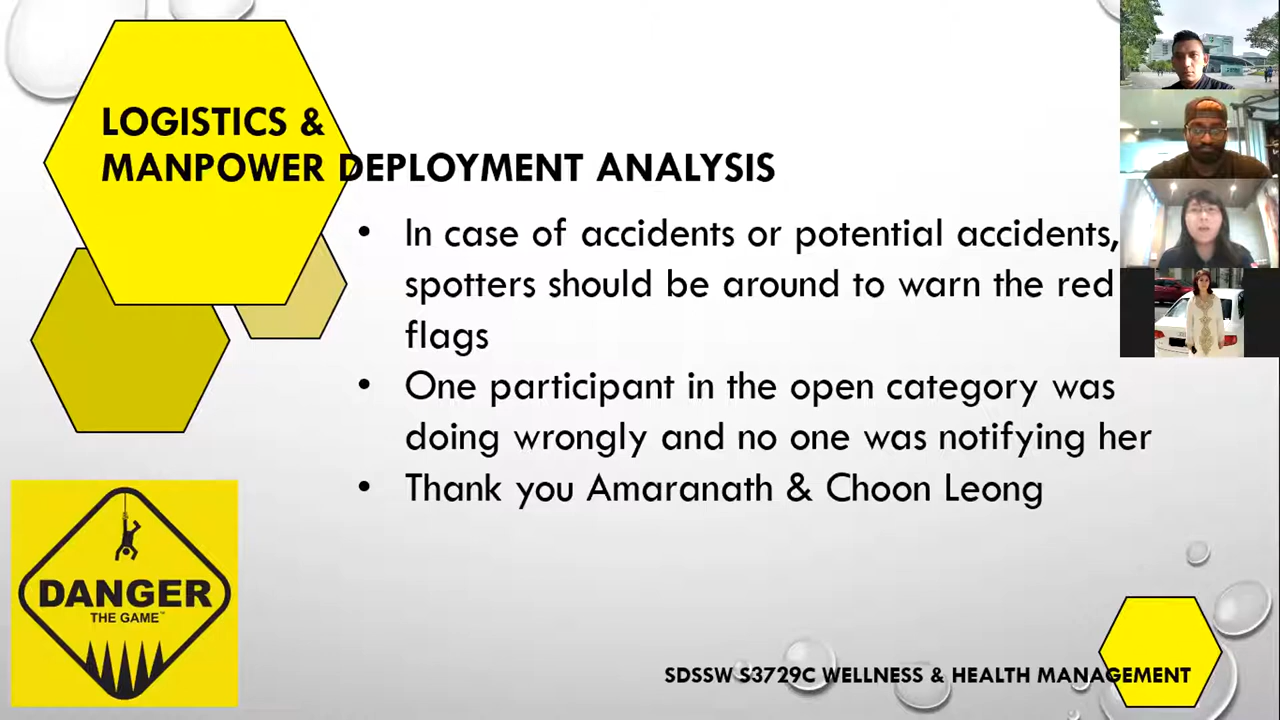 LOGISTICS &
MANPOWER DEPLOYMENT ANALYSIS
• In case of accidents or potential accidents,
spotters should be around to warn the red
flags
• One participant in the open category was
doing wrongly and no one was notifying her
• Thank you Amaranath & Choon Leong
DANGER
THE GAME™
SDSSW S3729C WELLNESS & HEALTH MANAGEMENT